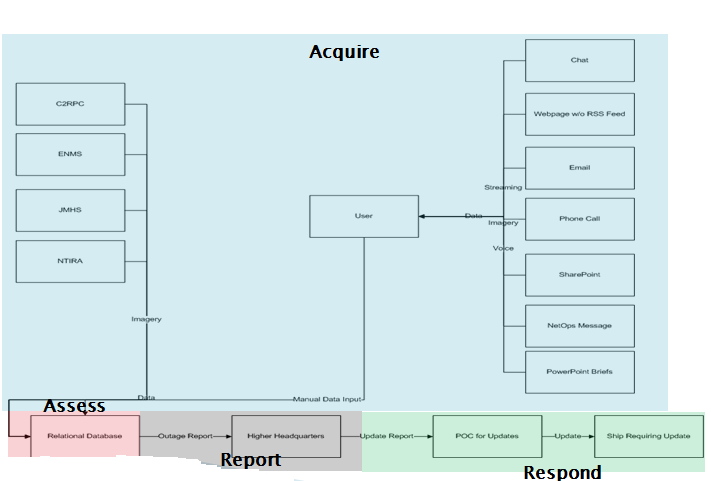 Acquire
C2RPC
ENMS
JMHS
NTIRA
Imagery
Data
User
Manual Data Input
Chat
Webpage w/o RSS Feed
Email
Streaming
Phone Call
Data
Imagery
Voice
SharePoint
NetOps Message
PowerPoint Briefs
Assess
Relational Database
Outage Report
Higher Headquarters
Update Report
POC for Updates
Update
Ship Requiring Update
Report
Respond